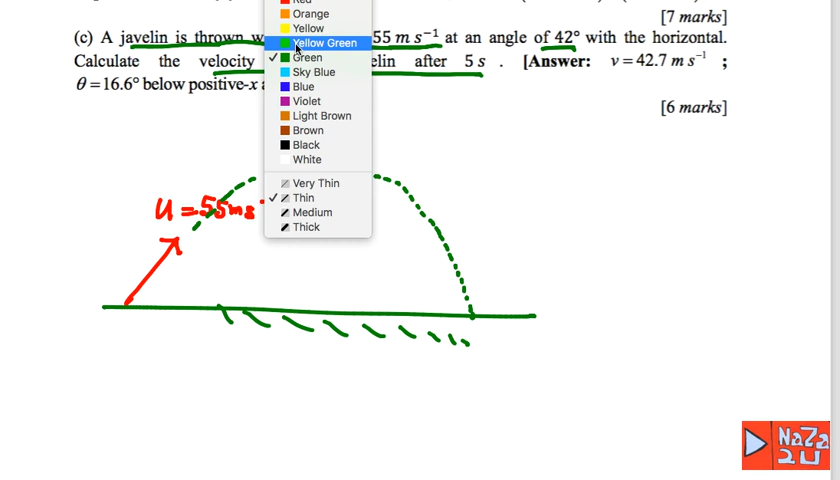 [7 marks]
(c) A javelin is thrown 55 m s⁻¹ at an angle of 42° with the horizontal.
Calculate the velocity after 5 s . [Answer: v = 42.7 m s⁻¹ ;
θ = 16.6° below positive-x
[6 marks]
Red
Orange
Yellow
Yellow Green
✓ Green
Sky Blue
Blue
Violet
Light Brown
Brown
Black
White
Very Thin
✓ Thin
Medium
Thick
u = 55ms
NaZa
2U